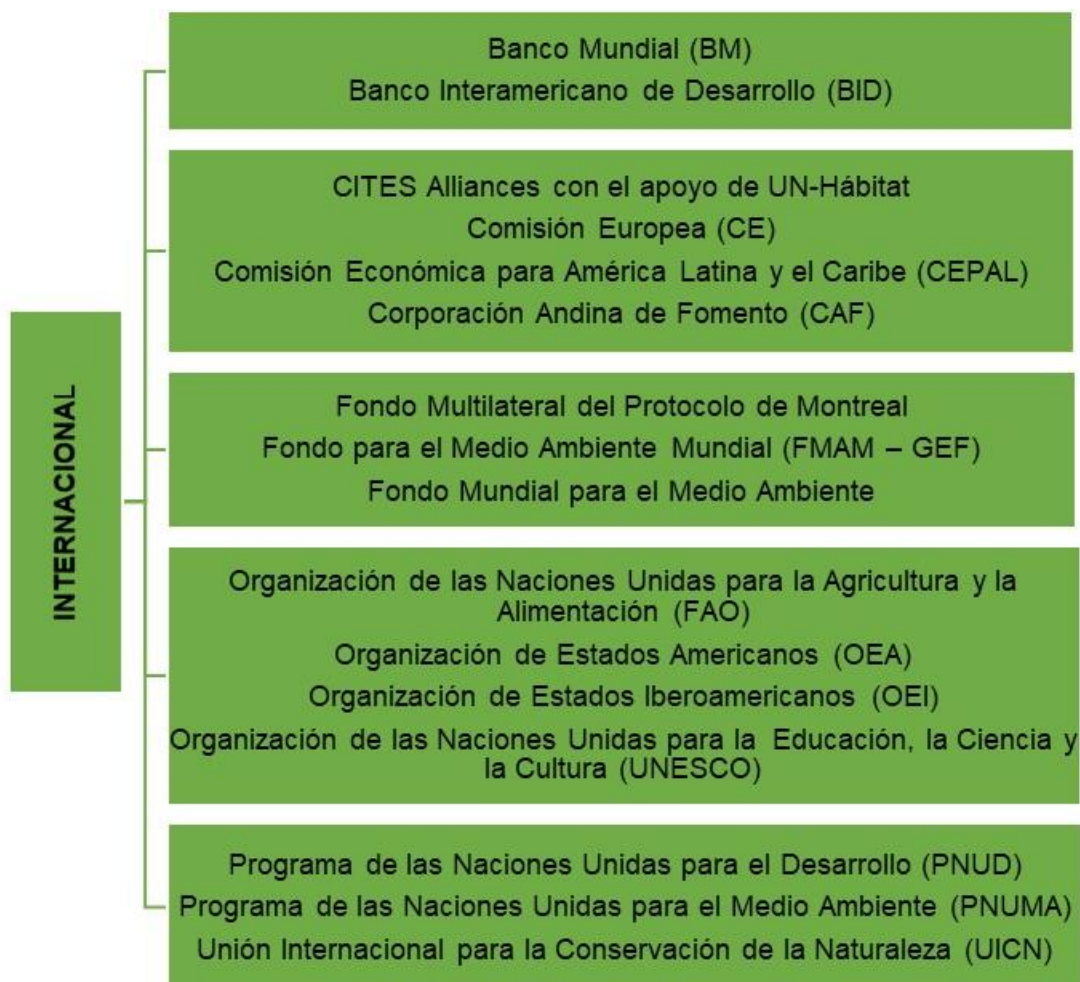 INTERNACIONAL
Banco Mundial (BM)
Banco Interamericano de Desarrollo (BID)
CITES Alliances con el apoyo de UN-Hábitat
Comisión Europea (CE)
Comisión Económica para América Latina y el Caribe (CEPAL)
Corporación Andina de Fomento (CAF)
Fondo Multilateral del Protocolo de Montreal
Fondo para el Medio Ambiente Mundial (FMAM – GEF)
Fondo Mundial para el Medio Ambiente
Organización de las Naciones Unidas para la Agricultura y la
Alimentación (FAO)
Organización de Estados Americanos (OEA)
Organización de Estados Iberoamericanos (OEI)
Organización de las Naciones Unidas para la Educación, la Ciencia y
la Cultura (UNESCO)
Programa de las Naciones Unidas para el Desarrollo (PNUD)
Programa de las Naciones Unidas para el Medio Ambiente (PNUMA)
Unión Internacional para la Conservación de la Naturaleza (UICN)